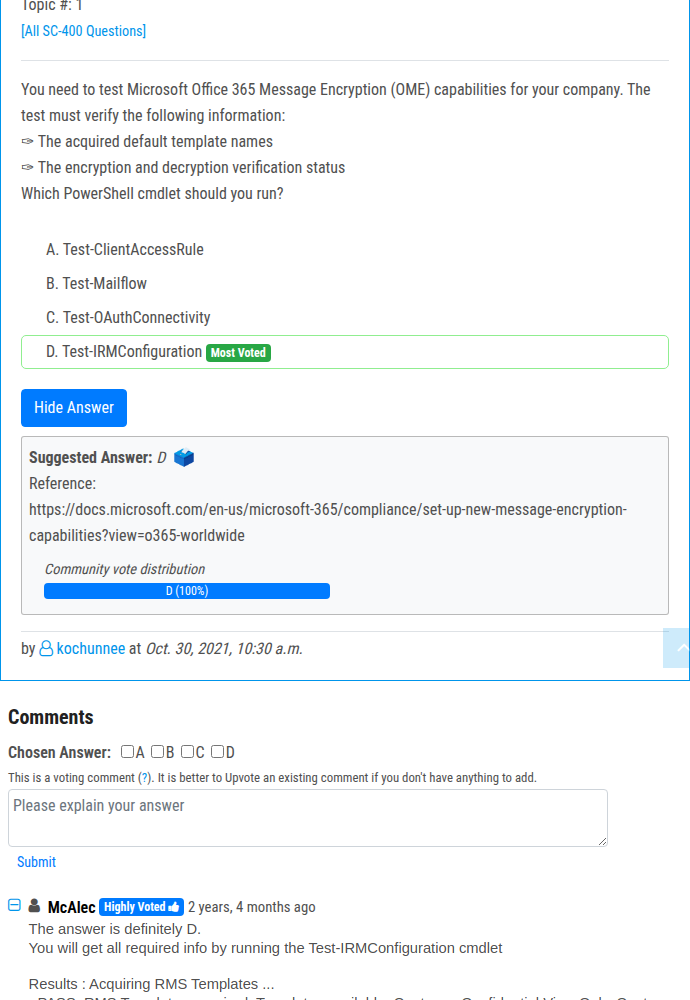 Topic #: 1
[All SC-400 Questions]
You need to test Microsoft Office 365 Message Encryption (OME) capabilities for your company. The
test must verify the following information:
✑ The acquired default template names
✑ The encryption and decryption verification status
Which PowerShell cmdlet should you run?
A. Test-ClientAccessRule
B. Test-Mailflow
C. Test-OAuthConnectivity
D. Test-IRMConfiguration Most Voted
Hide Answer
Suggested Answer: D
Reference:
https://docs.microsoft.com/en-us/microsoft-365/compliance/set-up-new-message-encryption-
capabilities?view=o365-worldwide
Community vote distribution
D (100%)
by kochunnee at Oct. 30, 2021, 10:30 a.m.
Comments
Chosen Answer: A B C D
This is a voting comment (?). It is better to Upvote an existing comment if you don't have anything to add.
Please explain your answer
Submit
McAlec Highly Voted 2 years, 4 months ago
The answer is definitely D.
You will get all required info by running the Test-IRMConfiguration cmdlet
Results : Acquiring RMS Templates ...